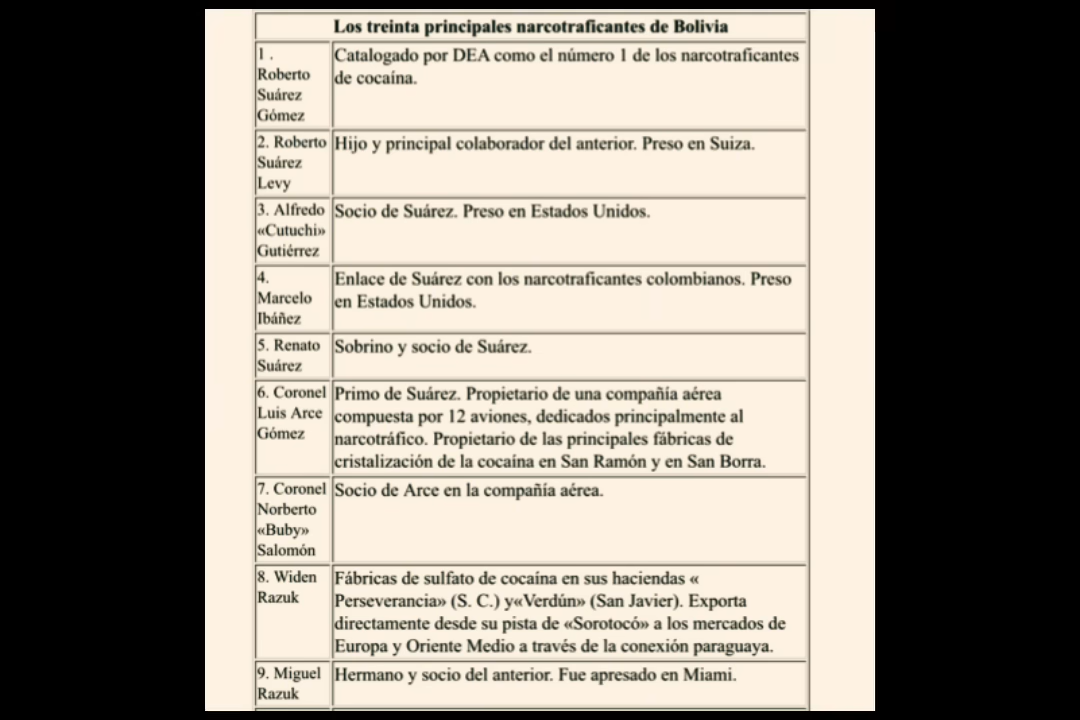 Los treinta principales narcotraficantes de Bolivia
1 .
Roberto
Suárez
Gómez
Catalogado por DEA como el número 1 de los narcotraficantes
de cocaína.
2. Roberto
Suárez
Levy
Hijo y principal colaborador del anterior. Preso en Suiza.
3. Alfredo
«Cutuchi»
Gutiérrez
Socio de Suárez. Preso en Estados Unidos.
4.
Marcelo
Ibáñez
Enlace de Suárez con los narcotraficantes colombianos. Preso
en Estados Unidos.
5. Renato
Suárez
Sobrino y socio de Suárez.
6. Coronel
Luis Arce
Gómez
Primo de Suárez. Propietario de una compañía aérea
compuesta por 12 aviones, dedicados principalmente al
narcotráfico. Propietario de las principales fábricas de
cristalización de la cocaína en San Ramón y en San Borra.
7. Coronel
Norberto
«Buby»
Salomón
Socio de Arce en la compañía aérea.
8. Widen
Razuk
Fábricas de sulfato de cocaína en sus haciendas «
Perseverancia» (S. C.) y«Verdún» (San Javier). Exporta
directamente desde su pista de «Sorotocó» a los mercados de
Europa y Oriente Medio a través de la conexión paraguaya.
9. Miguel
Razuk
Hermano y socio del anterior. Fue apresado en Miami.